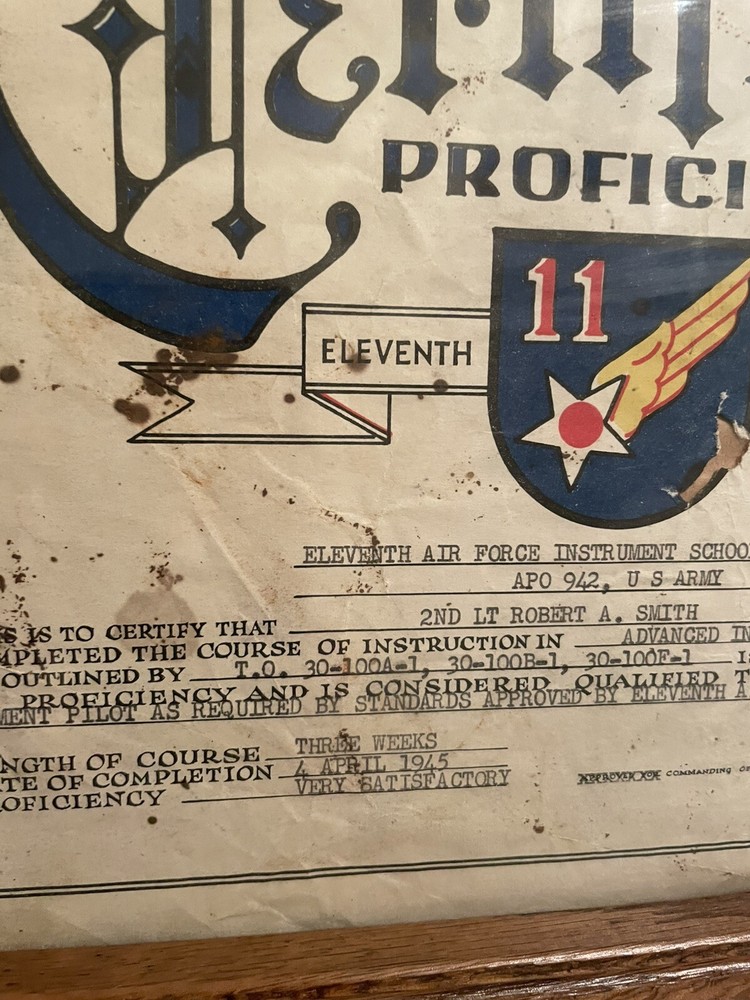 PROFICI
11
ELEVENTH
ELEVENTH AIR FORCE INSTRUMENT SCHOO
APO 942, U S ARMY
S IS TO CERTIFY THAT 2ND LT ROBERT A. SMITH
MPLETED THE COURSE OF INSTRUCTION IN ADVANCED IN
OUTLINED BY T.O. 30-100A-1, 30-100B-1, 30-100F-1
PROFICIENCY AND IS CONSIDERED QUALIFIED T
MENT PILOT AS REQUIRED BY STANDARDS APPROVED BY ELEVENTH A
NGTH OF COURSE THREE WEEKS
TE OF COMPLETION 4 APRIL 1945
OFICIENCY VERY SATISFACTORY
COMMANDING